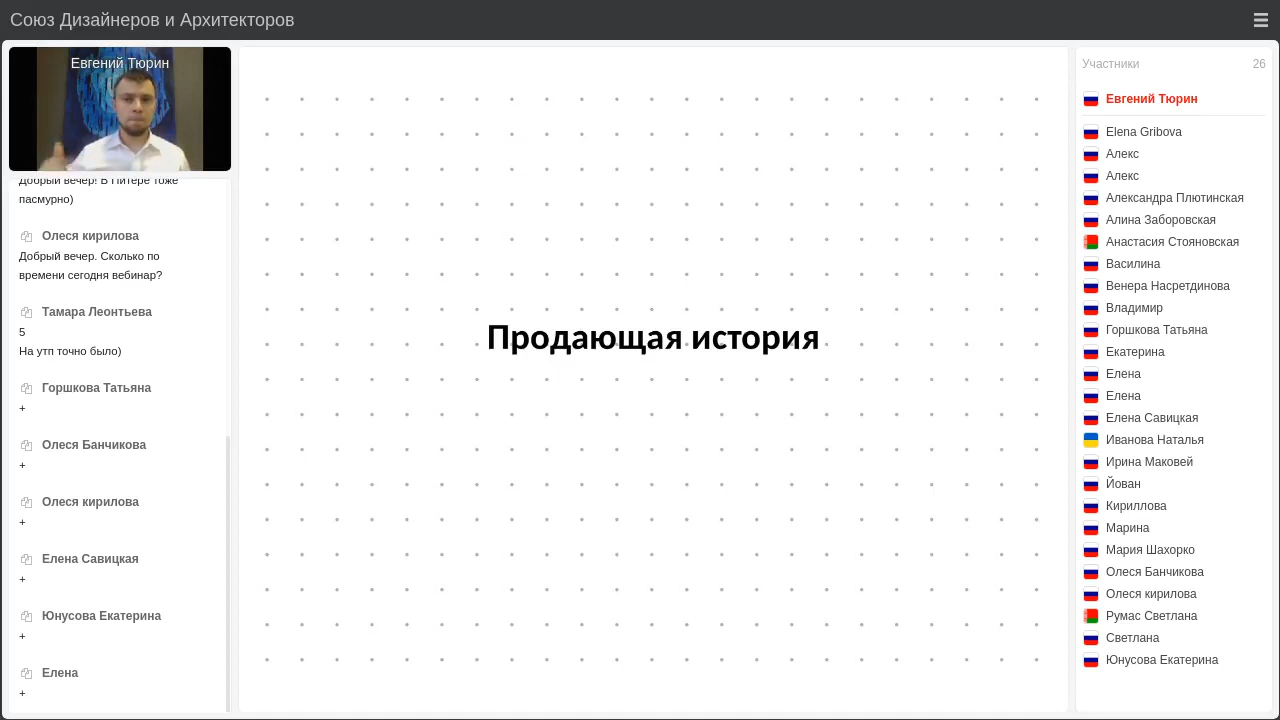 Союз Дизайнеров и Архитекторов
Евгений Тюрин
Добрый вечер! В Питере тоже
пасмурно)
Олеся кирилова
Добрый вечер. Сколько по
времени сегодня вебинар?
Тамара Леонтьева
5
На утп точно было)
Горшкова Татьяна
+
Олеся Банчикова
+
Олеся кирилова
+
Елена Савицкая
+
Юнусова Екатерина
+
Елена
+
Продающая история
Участники 26
Евгений Тюрин
Elena Gribova
Алекс
Алекс
Александра Плютинская
Алина Заборовская
Анастасия Стояновская
Василина
Венера Насретдинова
Владимир
Горшкова Татьяна
Екатерина
Елена
Елена
Елена Савицкая
Иванова Наталья
Ирина Маковей
Йован
Кириллова
Марина
Мария Шахорко
Олеся Банчикова
Олеся кирилова
Румас Светлана
Светлана
Юнусова Екатерина